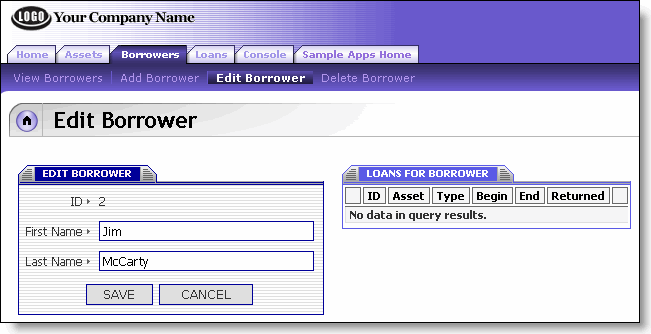 LOGO Your Company Name
Home Assets Borrowers Loans Console Sample Apps Home
View Borrowers Add Borrower Edit Borrower Delete Borrower
Edit Borrower
EDIT BORROWER
ID 2
First Name Jim
Last Name McCarty
SAVE CANCEL
LOANS FOR BORROWER
ID Asset Type Begin End Returned
No data in query results.